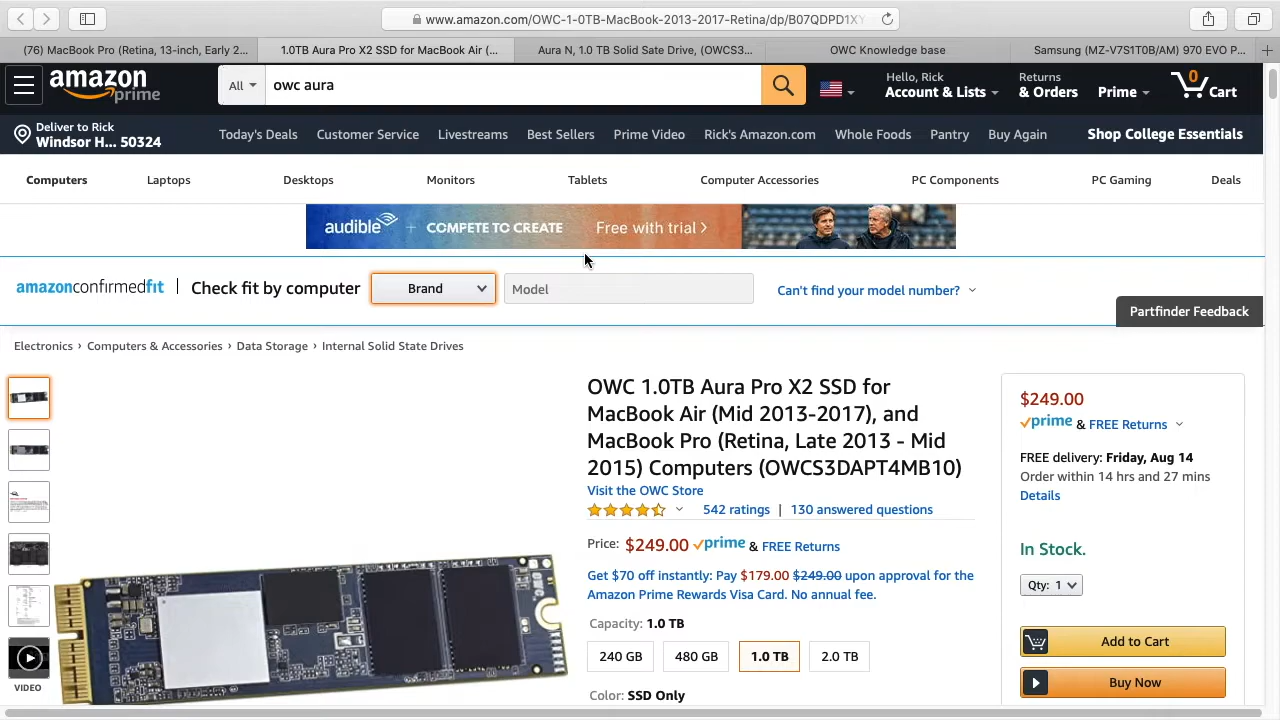 www.amazon.com/OWC-1-0TB-MacBook-2013-2017-Retina/dp/B07QDPD1XY
(76) MacBook Pro (Retina, 13-inch, Early 2...
1.0TB Aura Pro X2 SSD for MacBook Air (...
Aura N, 1.0 TB Solid Sate Drive, (OWCS3...
OWC Knowledge base
Samsung (MZ-V7S1T0B/AM) 970 EVO P...
amazon prime
All
owc aura
Hello, Rick
Account & Lists
Returns
& Orders
Prime
0
Cart
Deliver to Rick
Windsor H... 50324
Today's Deals
Customer Service
Livestreams
Best Sellers
Prime Video
Rick's Amazon.com
Whole Foods
Pantry
Buy Again
Shop College Essentials
Computers
Laptops
Desktops
Monitors
Tablets
Computer Accessories
PC Components
PC Gaming
Deals
audible + COMPETE TO CREATE Free with trial >
amazonconfirmedfit | Check fit by computer
Brand
Model
Can't find your model number?
Partfinder Feedback
Electronics › Computers & Accessories › Data Storage › Internal Solid State Drives
OWC 1.0TB Aura Pro X2 SSD for
MacBook Air (Mid 2013-2017), and
MacBook Pro (Retina, Late 2013 - Mid
2015) Computers (OWCS3DAPT4MB10)
Visit the OWC Store
542 ratings | 130 answered questions
Price: $249.00 prime & FREE Returns
Get $70 off instantly: Pay $179.00 $249.00 upon approval for the
Amazon Prime Rewards Visa Card. No annual fee.
Capacity: 1.0 TB
240 GB
480 GB
1.0 TB
2.0 TB
Color: SSD Only
VIDEO
$249.00
prime & FREE Returns
FREE delivery: Friday, Aug 14
Order within 14 hrs and 27 mins
Details
In Stock.
Qty: 1
Add to Cart
Buy Now